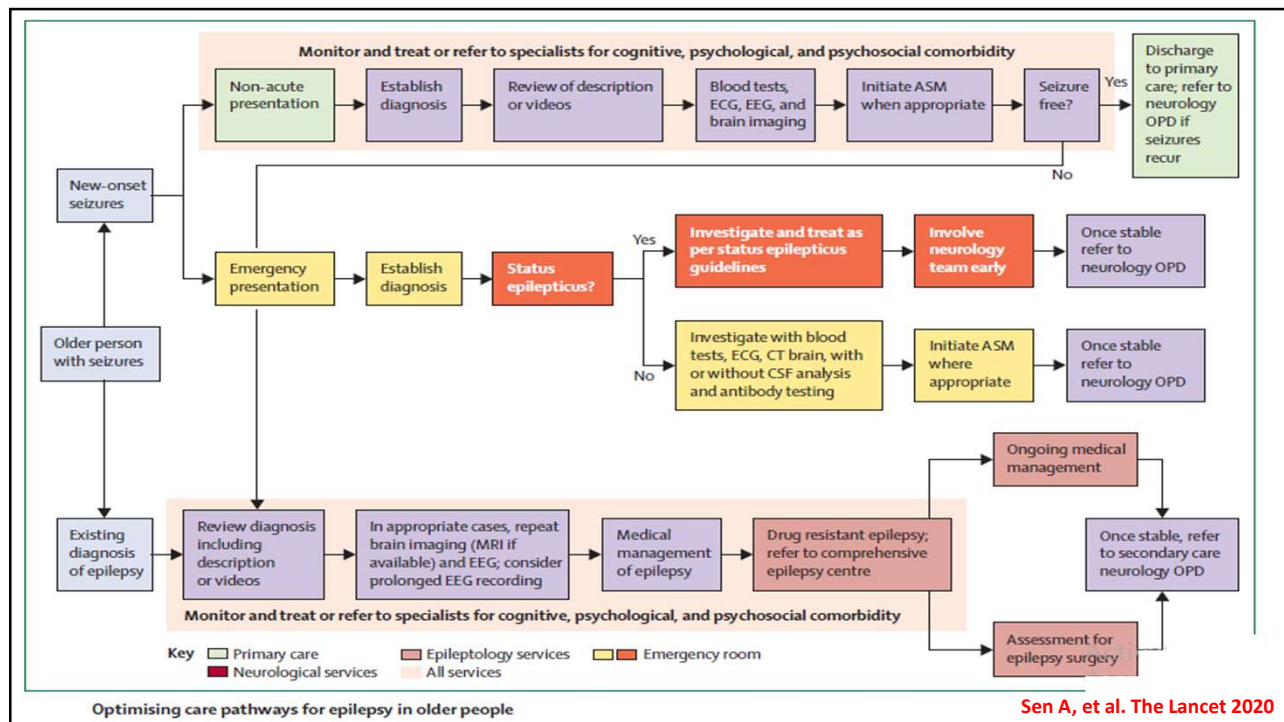 Monitor and treat or refer to specialists for cognitive, psychological, and psychosocial comorbidity
Non-acute
presentation
Establish
diagnosis
Review of description
or videos
Blood tests,
ECG, EEG, and
brain imaging
Initiate ASM
when appropriate
Seizure
free?
Yes
Discharge
to primary
care; refer to
neurology
OPD if
seizures
recur
No
New-onset
seizures
Emergency
presentation
Establish
diagnosis
Status
epilepticus?
Yes
Investigate and treat as
per status epilepticus
guidelines
Involve
neurology
team early
Once stable
refer to
neurology OPD
Older person
with seizures
No
Investigate with blood
tests, ECG, CT brain, with
or without CSF analysis
and antibody testing
Initiate ASM
where
appropriate
Once stable
refer to
neurology OPD
Existing
diagnosis
of epilepsy
Review diagnosis
including
description
or videos
In appropriate cases, repeat
brain imaging (MRI if
available) and EEG; consider
prolonged EEG recording
Medical
management
of epilepsy
Drug resistant epilepsy;
refer to comprehensive
epilepsy centre
Ongoing medical
management
Once stable, refer
to secondary care
neurology OPD
Assessment for
epilepsy surgery
Monitor and treat or refer to specialists for cognitive, psychological, and psychosocial comorbidity
Key Primary care Epileptology services Emergency room
Neurological services All services
Optimising care pathways for epilepsy in older people
Sen A, et al. The Lancet 2020